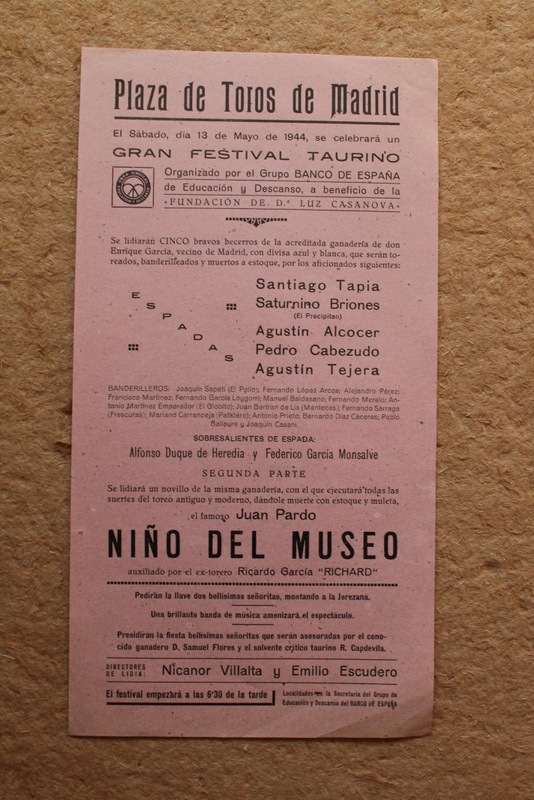 Plaza de Toros de Madrid
El Sábado, día 13 de Mayo de 1944, se celebrará un
GRAN FESTIVAL TAURINO
Organizado por el Grupo BANCO DE ESPAÑA
de Educación y Descanso, a beneficio de la
«FUNDACIÓN DE D.ª LUZ CASANOVA»
Se lidiarán CINCO bravos becerros de la acreditada ganadería de don
Enrique García, vecino de Madrid, con divisa azul y blanca, que serán to-
reados, banderilleados y muertos a estoque, por los aficionados siguientes:
ESPADAS
Santiago Tapia
Saturnino Briones
(El Precipitao)
Agustín Alcocer
Pedro Cabezudo
Agustín Tejera
BANDERILLEROS: Joaquín Sapeti (El Pollo); Fernando López Arcoa; Alejandro Pérez;
Francisco Martínez; Fernando García Loygorri; Manuel Baldasano; Fernando Merelo; An-
tonio Martínez Emperador (El Globito); Juan Bertran de Lis (Mantecas); Fernando Sárraga
(Frescuras); Mariano Carranceja (Patatero); Antonio Prieto; Bernardo Díaz Cáceres; Pablo
y Joaquín Casani.
SOBRESALIENTES DE ESPADA:
Alfonso Duque de Heredia y Federico García Monsalve
SEGUNDA PARTE
Se lidiará un novillo de la misma ganadería, con el que ejecutará todas las
suertes del toreo antiguo y moderno, dándole muerte con estoque y muleta,
el famoso Juan Pardo
NIÑO DEL MUSEO
auxiliado por el ex-torero Ricardo García "RICHARD"
Pedirán la llave dos bellísimas señoritas, montando a la Jerezana.
Una brillante banda de música amenizará el espectáculo.
Presidirán la fiesta bellísimas señoritas que serán asesoradas por el cono-
cido ganadero D. Samuel Flores y el solvente crítico taurino R. Capdevila.
DIRECTORES
DE LIDIA: Nicanor Villalta y Emilio Escudero
El festival empezará a las 6'30 de la tarde
Localidades en la Secretaría del Grupo de
Educación y Descanso del BANCO DE ESPAÑA